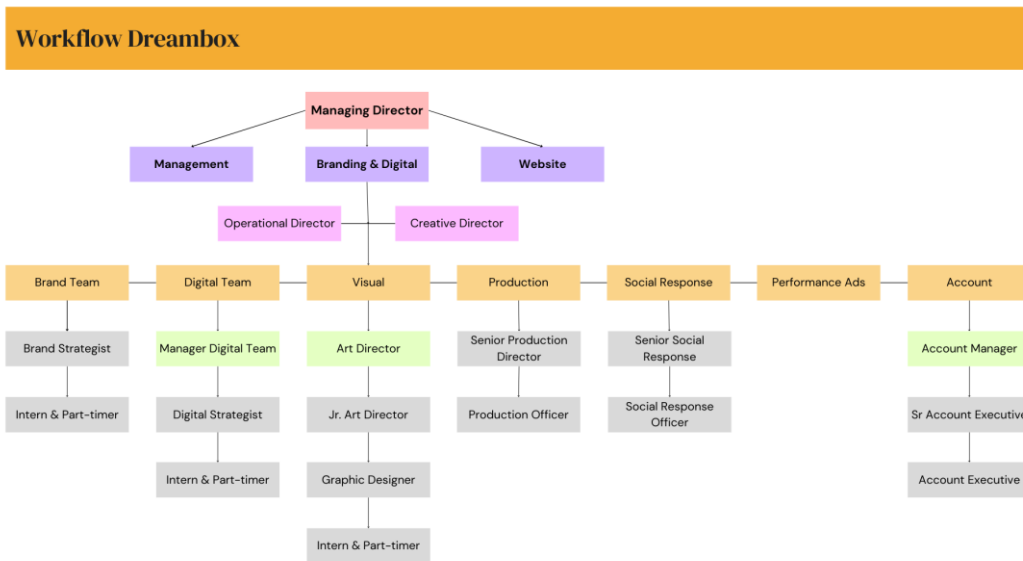 Workflow Dreambox
Managing Director
Management
Branding & Digital
Website
Operational Director
Creative Director
Brand Team
Digital Team
Visual
Production
Social Response
Performance Ads
Account
Brand Strategist
Manager Digital Team
Art Director
Senior Production
Director
Senior Social
Response
Account Manager
Intern & Part-timer
Digital Strategist
Jr. Art Director
Production Officer
Social Response
Officer
Sr Account Executive
Intern & Part-timer
Graphic Designer
Account Executive
Intern & Part-timer